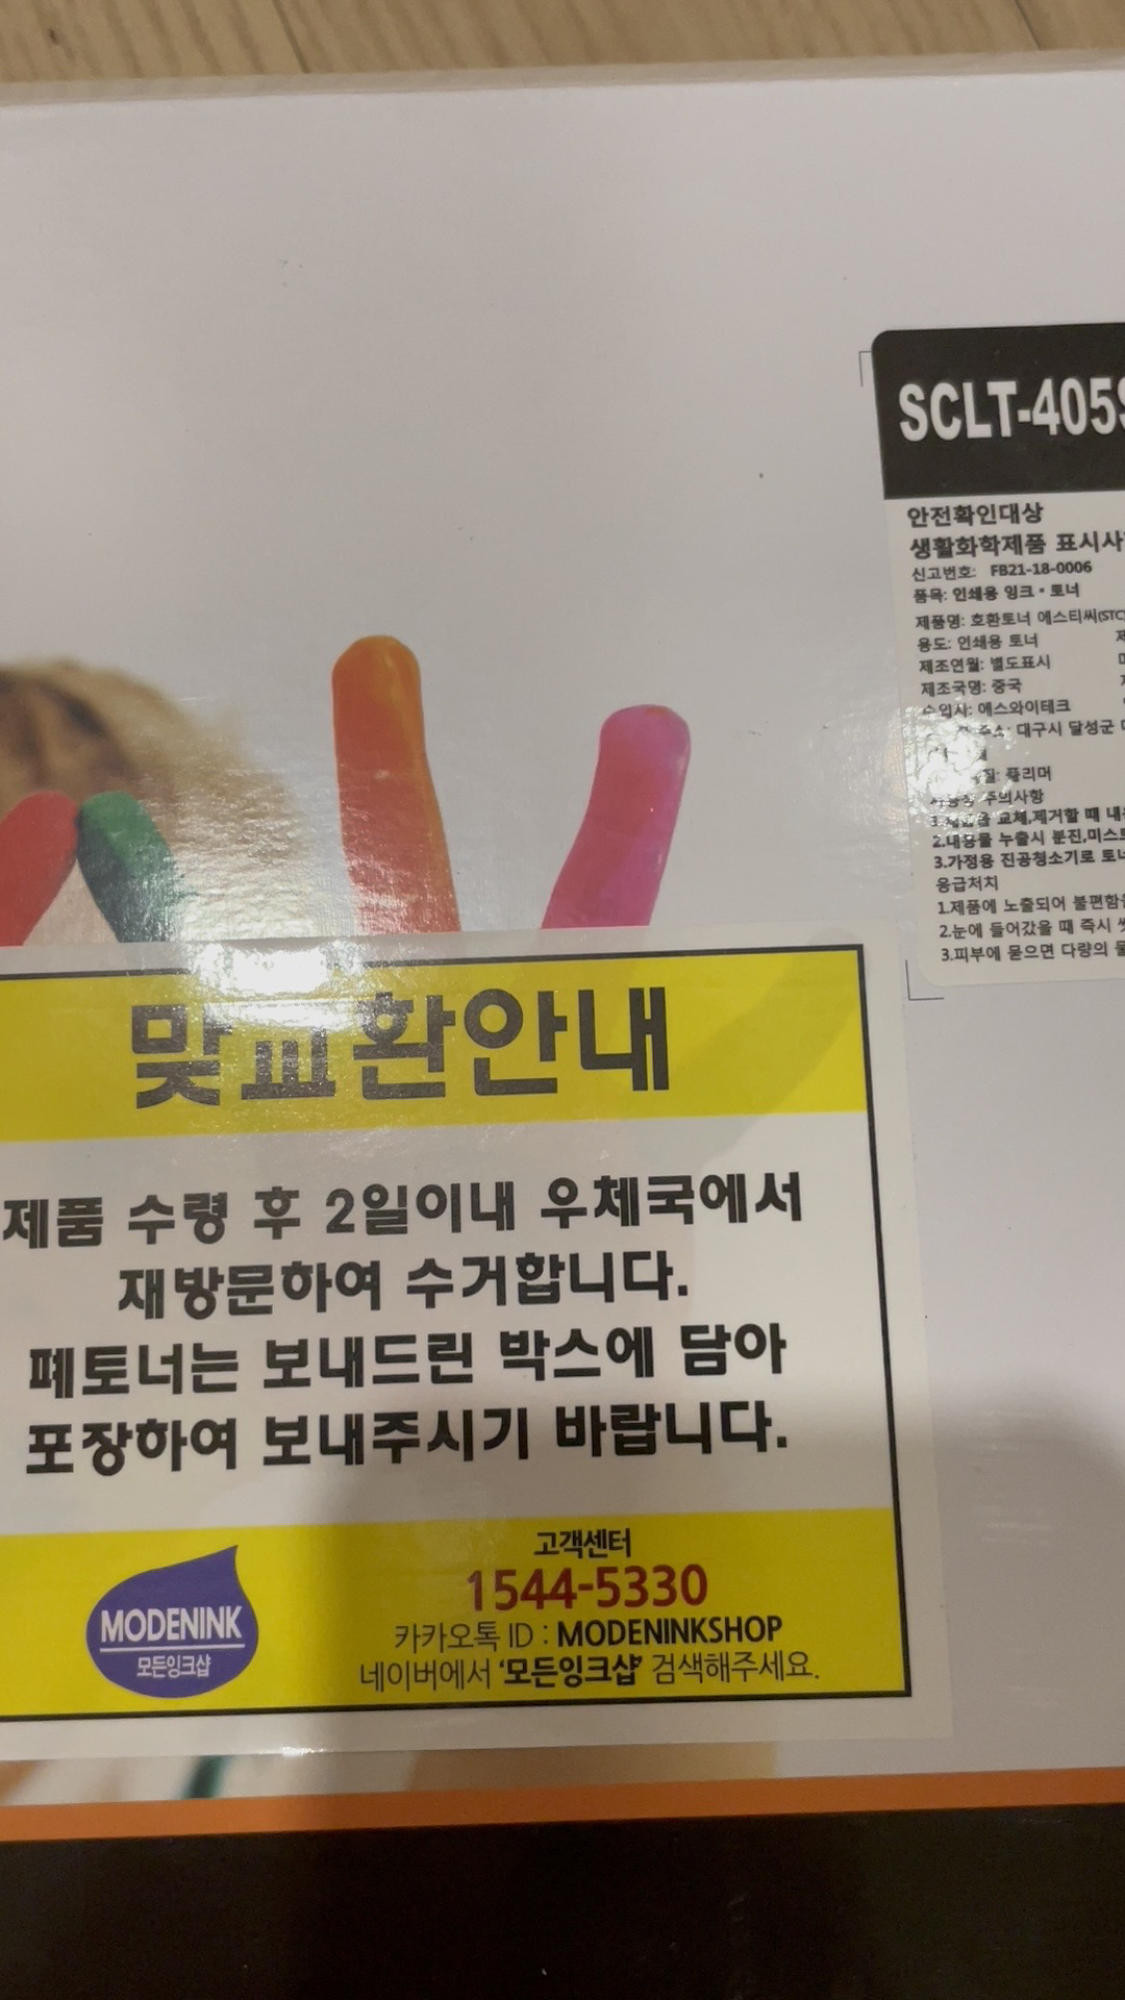 SCLT-405S
안전확인대상
생활화학제품 표시사
신고번호: FB21-18-0006
품목: 인쇄용 잉크 • 토너
제품명: 호환토너 에스티씨(STC)
용도: 인쇄용 토너
제조연월: 별도표시
제조국명: 중국
수입사: 에스와이테크
주소: 대구시 달성군
폴리머
주의사항
교체,제거할 때
2.내용물 누출시 분진,미스
3.가정용 진공청소기로 토너
응급처치
1.제품에 노출되어 불편함
2.눈에 들어갔을 때 즉시
3.피부에 묻으면 다량의
맞교환안내
제품 수령 후 2일이내 우체국에서
재방문하여 수거합니다.
폐토너는 보내드린 박스에 담아
포장하여 보내주시기 바랍니다.
고객센터
1544-5330
카카오톡 ID : MODENINKSHOP
네이버에서 '모든잉크샵' 검색해주세요.
MODENINK
모든잉크샵